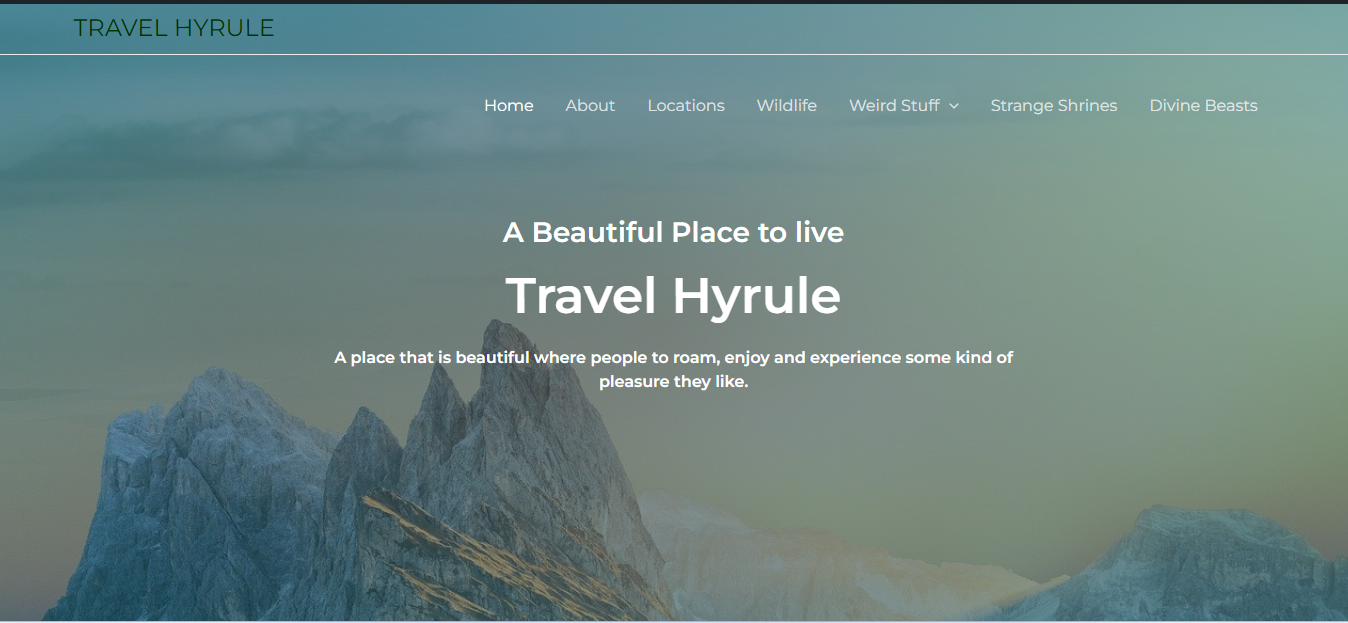 TRAVEL HYRULE
Home About Locations Wildlife Weird Stuff Strange Shrines Divine Beasts
A Beautiful Place to live
Travel Hyrule
A place that is beautiful where people to roam, enjoy and experience some kind of
pleasure they like.